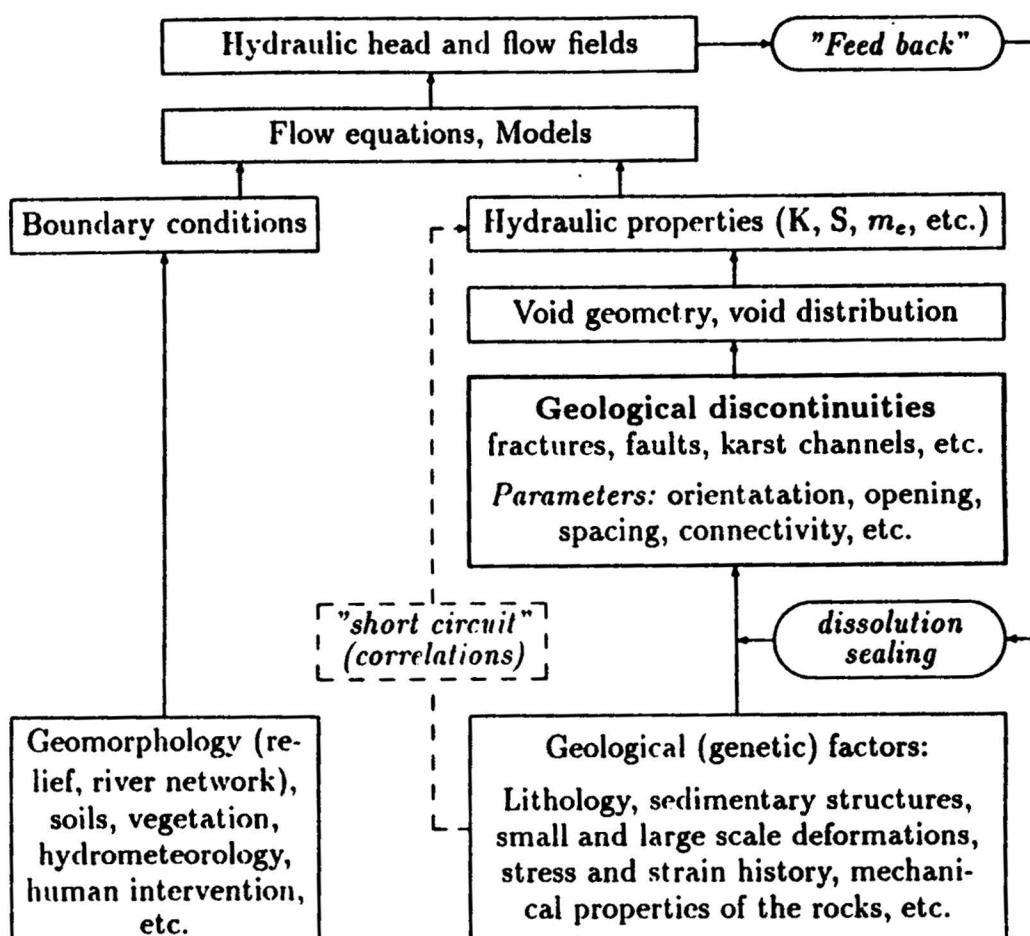 Hydraulic head and flow fields
"Feed back"
Flow equations, Models
Boundary conditions
Hydraulic properties (K, S, mₑ, etc.)
Void geometry, void distribution
Geological discontinuities
fractures, faults, karst channels, etc.
Parameters: orientatation, opening,
spacing, connectivity, etc.
"short circuit"
(correlations)
dissolution
sealing
Geomorphology (re-
lief, river network),
soils, vegetation,
hydrometeorology,
human intervention,
etc.
Geological (genetic) factors:
Lithology, sedimentary structures,
small and large scale deformations,
stress and strain history, mechani-
cal properties of the rocks, etc.